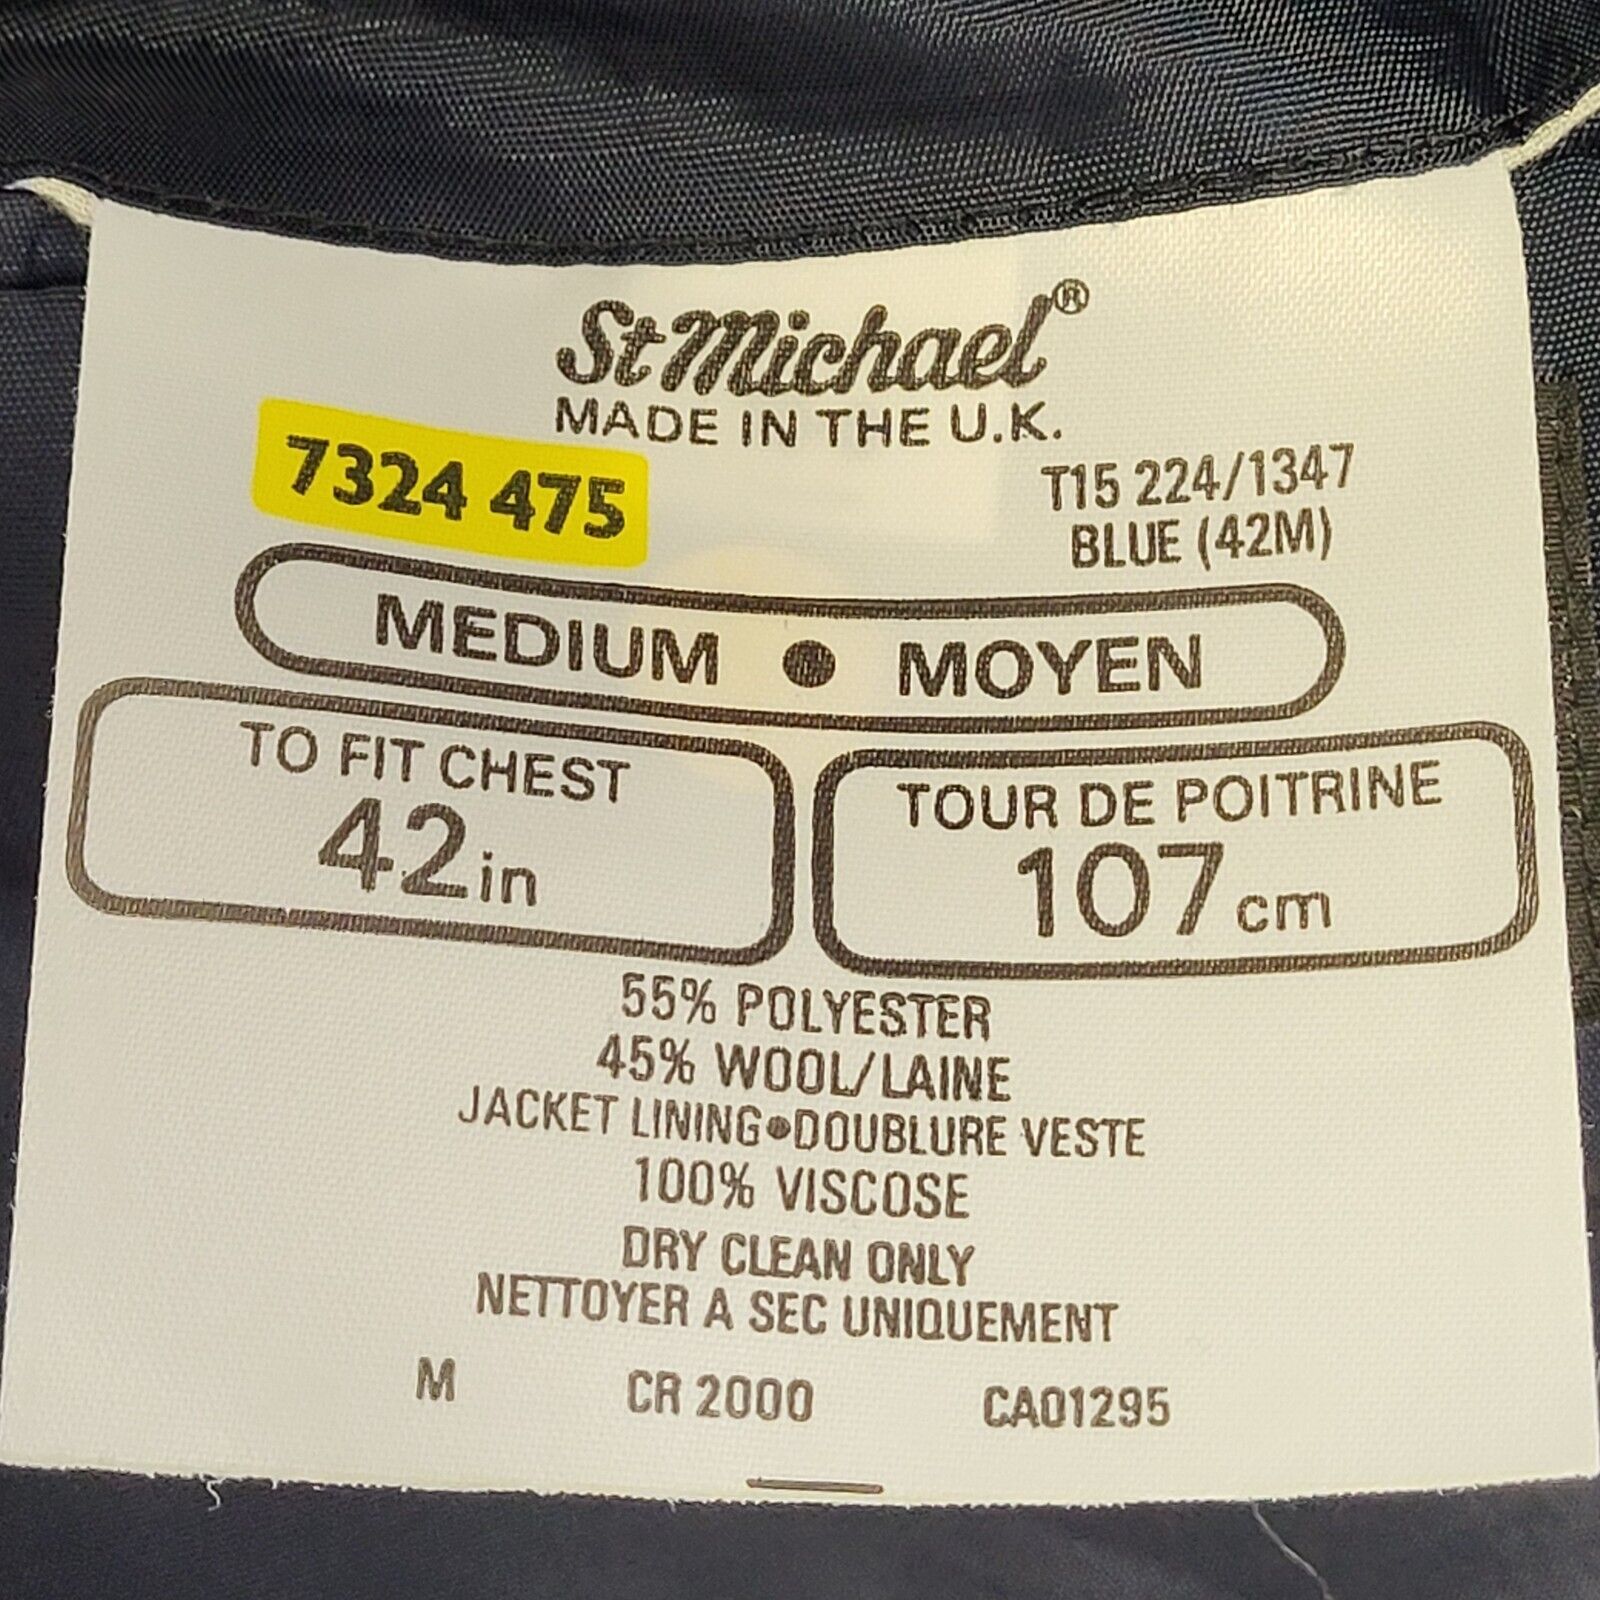 St Michael®
MADE IN THE U.K.
7324 475
T15 224/1347
BLUE (42M)
MEDIUM • MOYEN
TO FIT CHEST
42in
TOUR DE POITRINE
107cm
55% POLYESTER
45% WOOL/LAINE
JACKET LINING•DOUBLURE VESTE
100% VISCOSE
DRY CLEAN ONLY
NETTOYER A SEC UNIQUEMENT
M CR 2000 CA01295